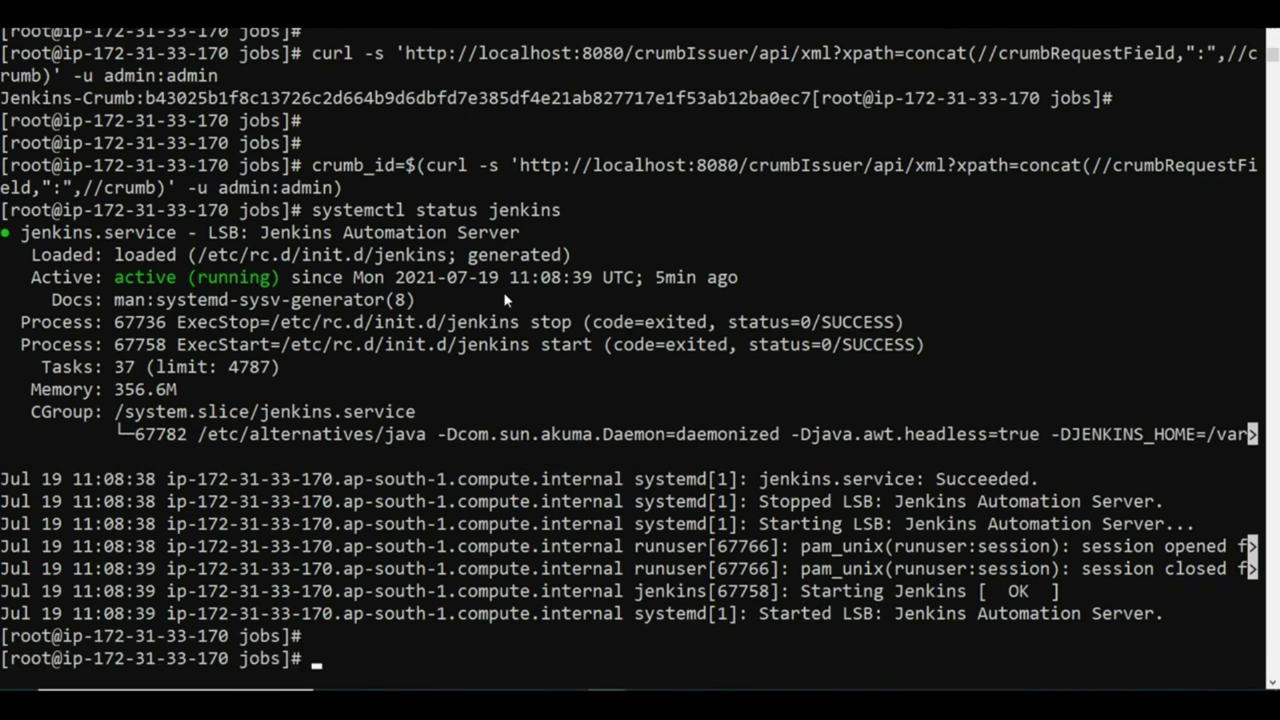 [root@ip-172-31-33-170 jobs]#
[root@ip-172-31-33-170 jobs]# curl -s 'http://localhost:8080/crumbIssuer/api/xml?xpath=concat(//crumbRequestField,":",//c
rumb)' -u admin:admin
Jenkins-Crumb:b43025b1f8c13726c2d664b9d6dbfd7e385df4e21ab827717e1f53ab12ba0ec7[root@ip-172-31-33-170 jobs]#
[root@ip-172-31-33-170 jobs]#
[root@ip-172-31-33-170 jobs]#
[root@ip-172-31-33-170 jobs]# crumb_id=$(curl -s 'http://localhost:8080/crumbIssuer/api/xml?xpath=concat(//crumbRequestFi
eld,":",//crumb)' -u admin:admin)
[root@ip-172-31-33-170 jobs]# systemctl status jenkins
● jenkins.service - LSB: Jenkins Automation Server
Loaded: loaded (/etc/rc.d/init.d/jenkins; generated)
Active: active (running) since Mon 2021-07-19 11:08:39 UTC; 5min ago
Docs: man:systemd-sysv-generator(8)
Process: 67736 ExecStop=/etc/rc.d/init.d/jenkins stop (code=exited, status=0/SUCCESS)
Process: 67758 ExecStart=/etc/rc.d/init.d/jenkins start (code=exited, status=0/SUCCESS)
Tasks: 37 (limit: 4787)
Memory: 356.6M
CGroup: /system.slice/jenkins.service
└─67782 /etc/alternatives/java -Dcom.sun.akuma.Daemon=daemonized -Djava.awt.headless=true -DJENKINS_HOME=/var>
Jul 19 11:08:38 ip-172-31-33-170.ap-south-1.compute.internal systemd[1]: jenkins.service: Succeeded.
Jul 19 11:08:38 ip-172-31-33-170.ap-south-1.compute.internal systemd[1]: Stopped LSB: Jenkins Automation Server.
Jul 19 11:08:38 ip-172-31-33-170.ap-south-1.compute.internal systemd[1]: Starting LSB: Jenkins Automation Server...
Jul 19 11:08:38 ip-172-31-33-170.ap-south-1.compute.internal runuser[67766]: pam_unix(runuser:session): session opened f>
Jul 19 11:08:39 ip-172-31-33-170.ap-south-1.compute.internal runuser[67766]: pam_unix(runuser:session): session closed f>
Jul 19 11:08:39 ip-172-31-33-170.ap-south-1.compute.internal jenkins[67758]: Starting Jenkins [  OK  ]
Jul 19 11:08:39 ip-172-31-33-170.ap-south-1.compute.internal systemd[1]: Started LSB: Jenkins Automation Server.
[root@ip-172-31-33-170 jobs]#
[root@ip-172-31-33-170 jobs]#